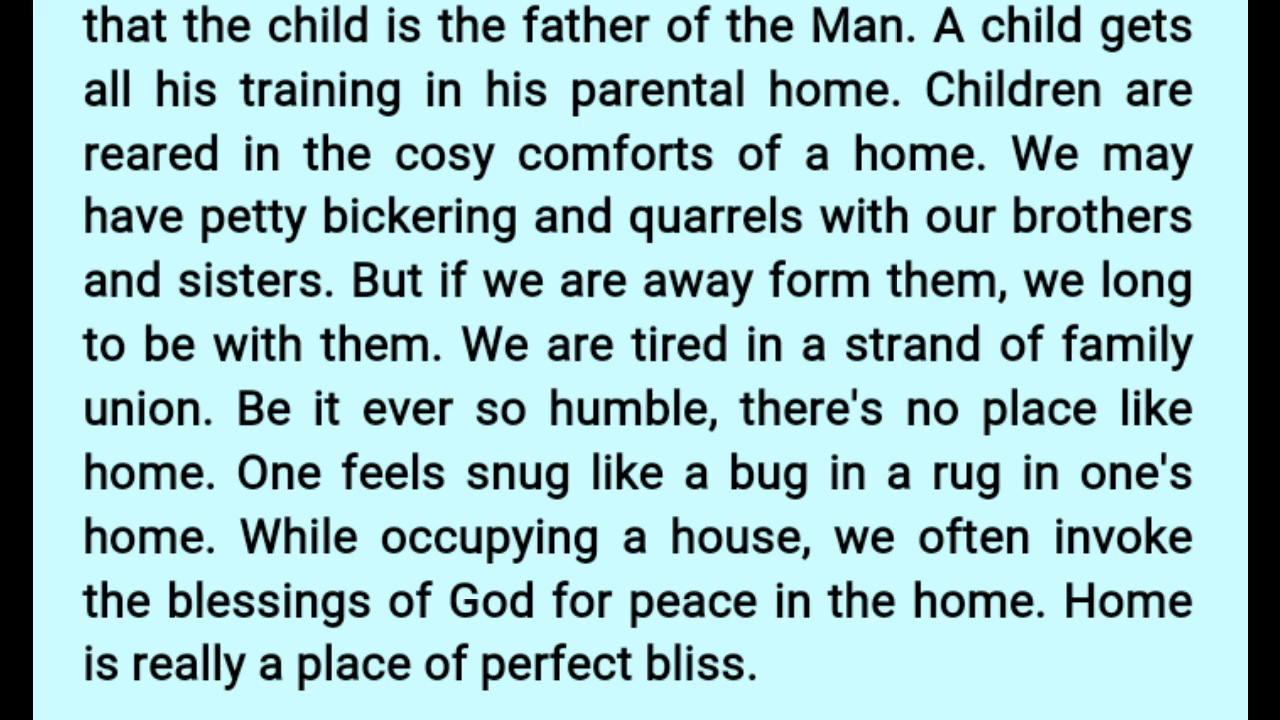 that the child is the father of the Man. A child gets
all his training in his parental home. Children are
reared in the cosy comforts of a home. We may
have petty bickering and quarrels with our brothers
and sisters. But if we are away form them, we long
to be with them. We are tired in a strand of family
union. Be it ever so humble, there's no place like
home. One feels snug like a bug in a rug in one's
home. While occupying a house, we often invoke
the blessings of God for peace in the home. Home
is really a place of perfect bliss.